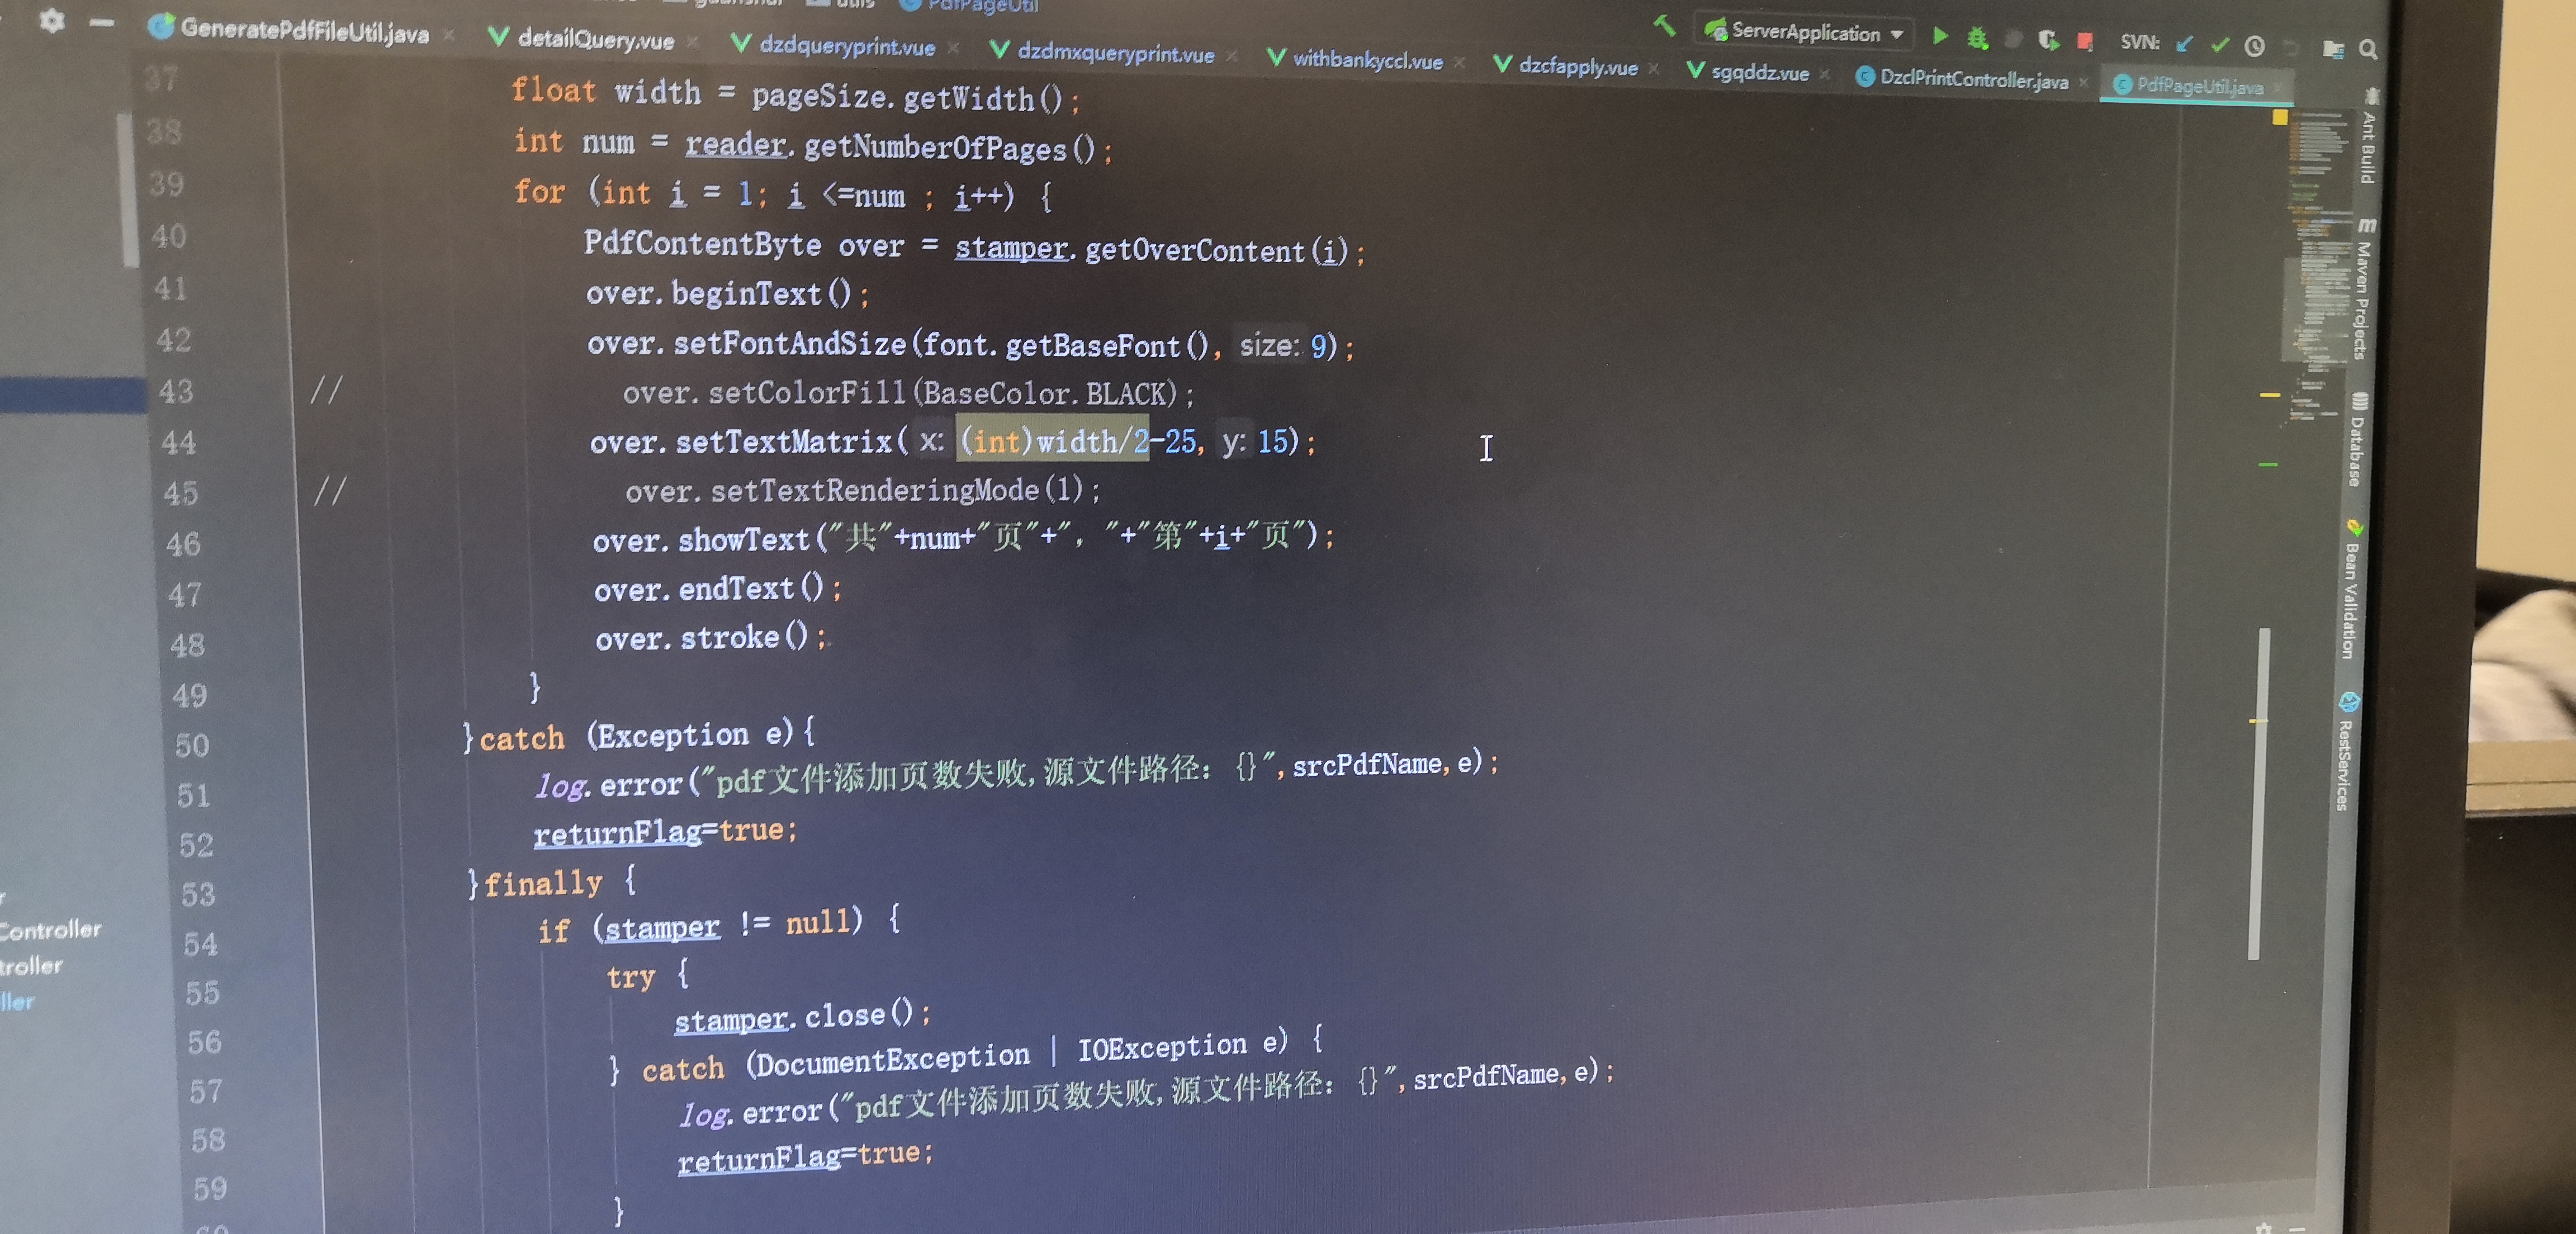 PdfPageUtil
GeneratePdfFileUtil.java
detailQuery.vue
dzdqueryprint.vue
dzdmxqueryprint.vue
withbankyccl.vue
dzcfapply.vue
sgqddz.vue
DzclPrintController.java
PdfPageUtil.java
ServerApplication
SVN:
37 float width = pageSize.getWidth();
38 int num = reader.getNumberOfPages();
39 for (int i = 1; i <=num ; i++) {
40 PdfContentByte over = stamper.getOverContent(i);
41 over.beginText();
42 over.setFontAndSize(font.getBaseFont(), size: 9);
43 // over.setColorFill(BaseColor.BLACK);
44 over.setTextMatrix( x: (int)width/2-25, y: 15);
45 // over.setTextRenderingMode(1);
46 over.showText("共"+num+"页"+", "+"第"+i+"页");
47 over.endText();
48 over.stroke();
49 }
50 }catch (Exception e){
51 log.error("pdf文件添加页数失败,源文件路径: {}",srcPdfName,e);
52 returnFlag=true;
53 }finally {
54 if (stamper != null) {
55 try {
56 stamper.close();
57 } catch (DocumentException | IOException e) {
58 log.error("pdf文件添加页数失败,源文件路径: {}",srcPdfName,e);
59 returnFlag=true;
}
Controller
troller
ller
Ant Build
Maven Projects
Database
Bean Validation
RestServices